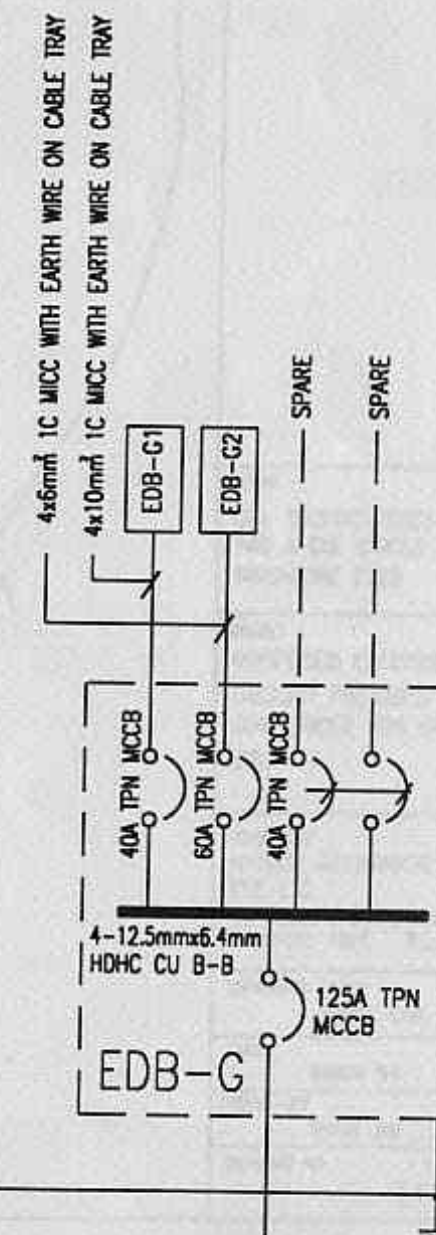 4x6mm² 1C MICC WITH EARTH WIRE ON CABLE TRAY
4x10mm² 1C MICC WITH EARTH WIRE ON CABLE TRAY
EDB-G1
EDB-G2
SPARE
SPARE
40A TPN MCCB
60A TPN MCCB
40A TPN MCCB
4-12.5mmx6.4mm
HDHC CU B-B
125A TPN
MCCB
EDB-G